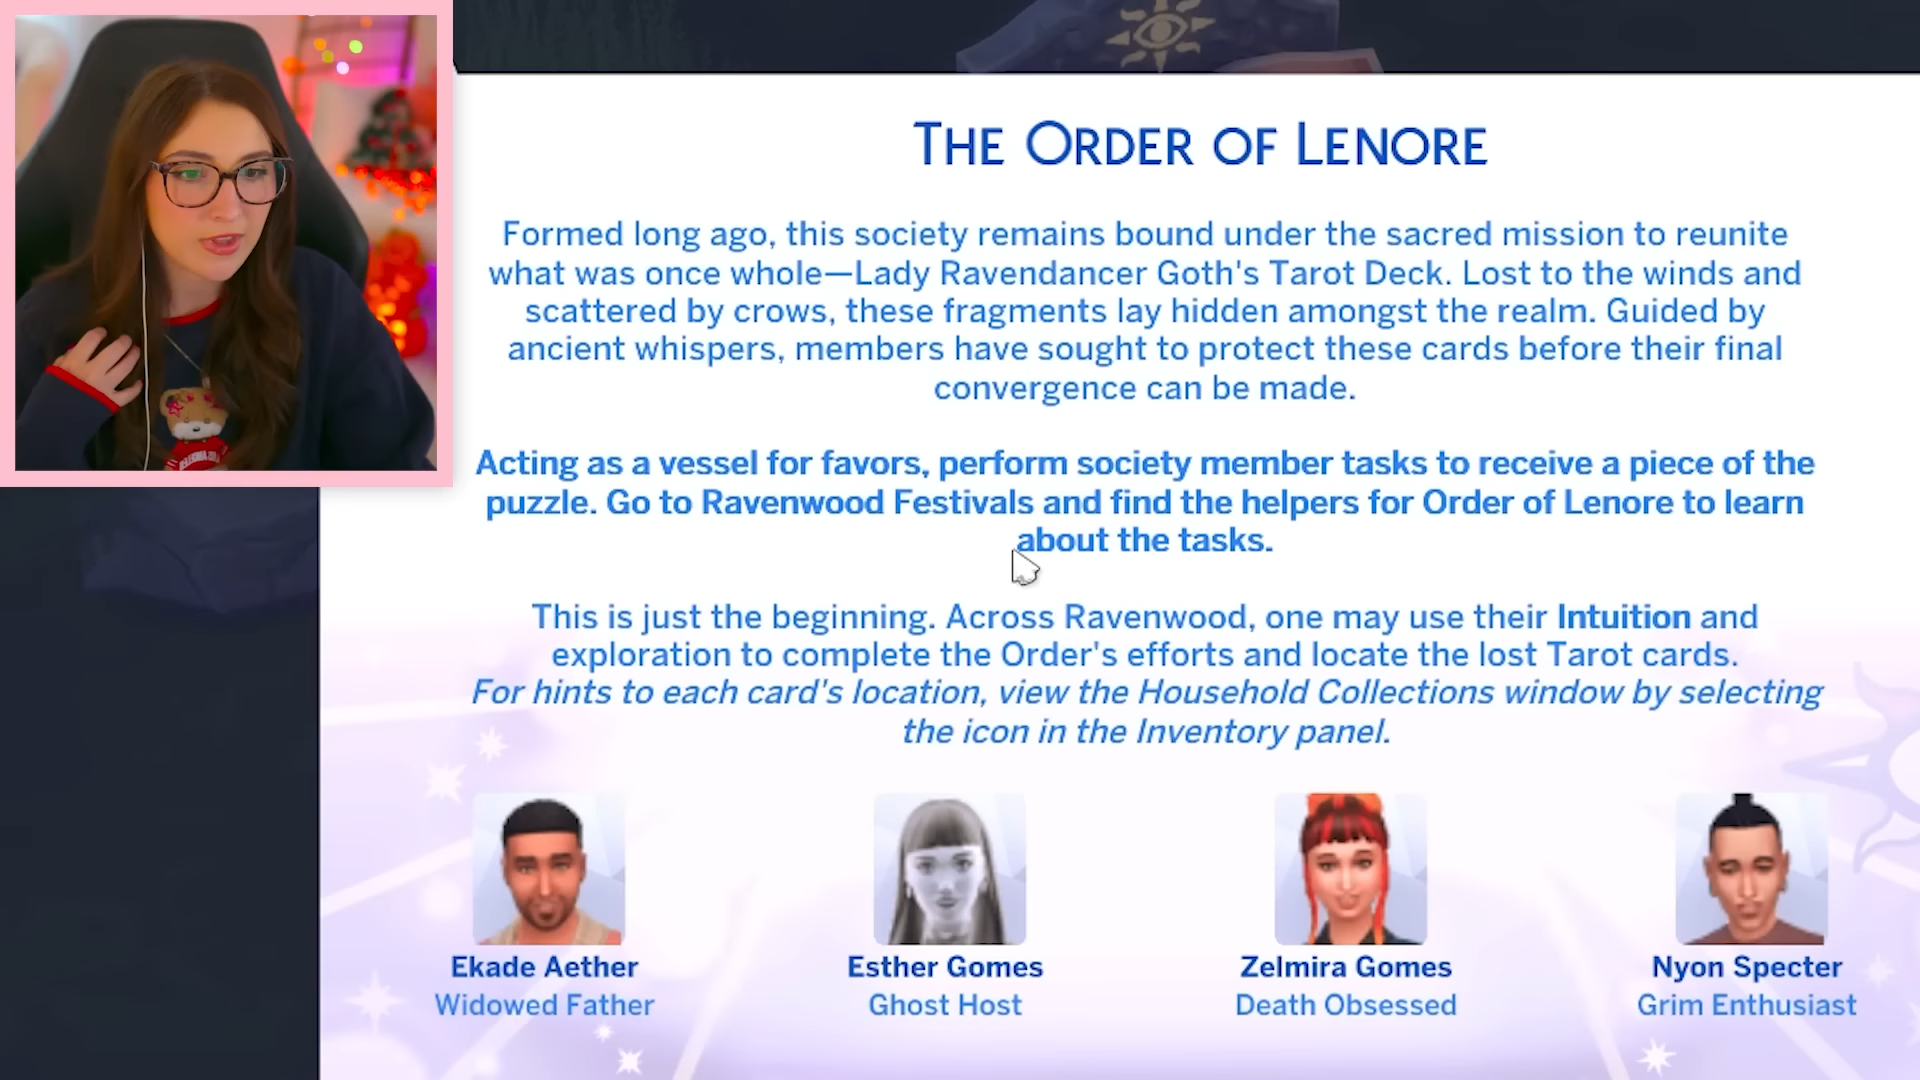 THE ORDER OF LENORE
Formed long ago, this society remains bound under the sacred mission to reunite
what was once whole—Lady Ravendancer Goth's Tarot Deck. Lost to the winds and
scattered by crows, these fragments lay hidden amongst the realm. Guided by
ancient whispers, members have sought to protect these cards before their final
convergence can be made.
Acting as a vessel for favors, perform society member tasks to receive a piece of the
puzzle. Go to Ravenwood Festivals and find the helpers for Order of Lenore to learn
about the tasks.
This is just the beginning. Across Ravenwood, one may use their Intuition and
exploration to complete the Order's efforts and locate the lost Tarot cards.
For hints to each card's location, view the Household Collections window by selecting
the icon in the Inventory panel.
Ekade Aether
Widowed Father
Esther Gomes
Ghost Host
Zelmira Gomes
Death Obsessed
Nyon Specter
Grim Enthusiast